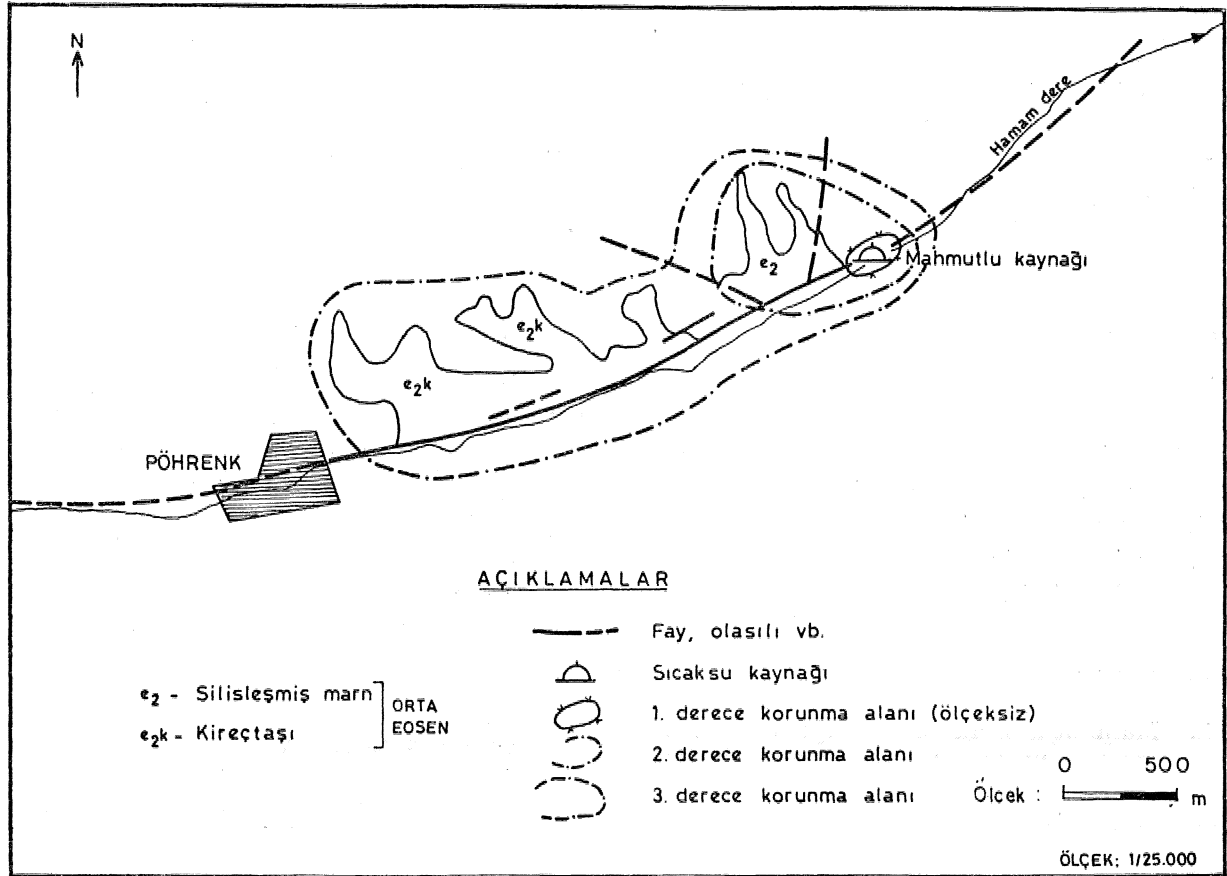 N
Hamam dere
Mahmutlu kaynağı
e2
e2k
e2k
PÖHRENK
AÇIKLAMALAR
Fay, olasılı vb.
Sıcaksu kaynağı
1. derece korunma alanı (ölçeksiz)
2. derece korunma alanı
3. derece korunma alanı
e2 - Silisleşmiş marn
e2k - Kireçtaşı
ORTA
EOSEN
0 500
Ölçek : m
ÖLÇEK: 1/25.000